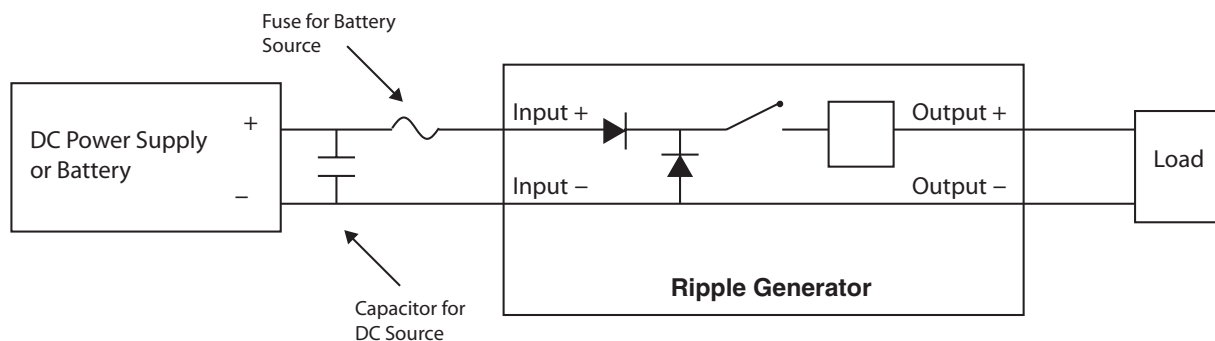 Fuse for Battery
Source
DC Power Supply
or Battery
+
−
Input +
Input −
Output +
Output −
Load
Ripple Generator
Capacitor for
DC Source